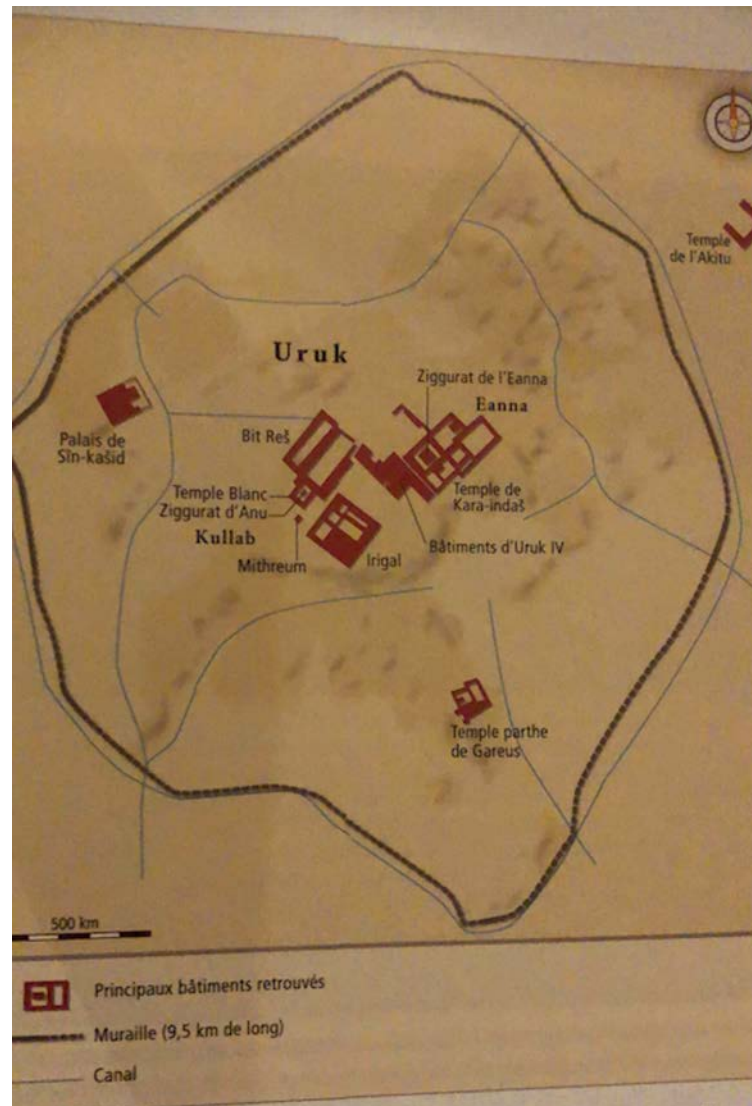 Temple
de l'Akitu
Uruk
Ziggurat de l'Eanna
Eanna
Palais de
Sîn-kašid
Bit Reš
Temple Blanc
Ziggurat d'Anu
Kullab
Mithreum
Irigal
Temple de
Kara-indaš
Bâtiments d'Uruk IV
Temple parthe
de Gareus
500 km
Principaux bâtiments retrouvés
Muraille (9,5 km de long)
Canal